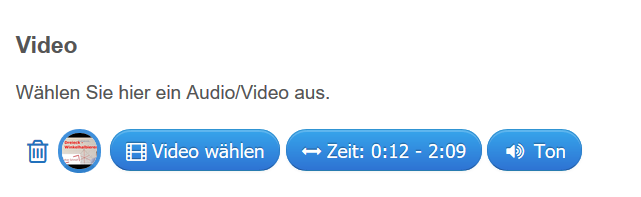 Video
Wählen Sie hier ein Audio/Video aus.
Video wählen Zeit: 0:12 - 2:09 Ton